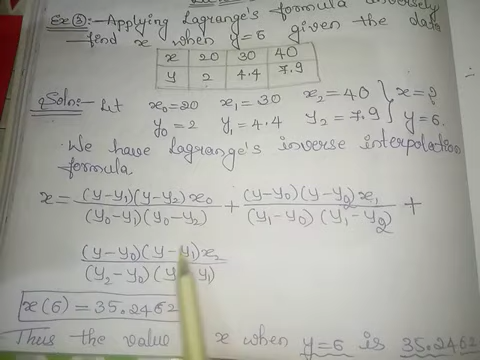 Ex③:- Applying Lagrange's formula inversely
find x when y=6 given the data
x 20 30 40
y 2 4.4 7.9
Soln:- Let x₀=20 x₁=30 x₂=40 } x=?
y₀=2 y₁=4.4 y₂=7.9 } y=6.
We have Lagrange's inverse interpolation
formula
x = (y-y₁)(y-y₂)x₀ / (y₀-y₁)(y₀-y₂) + (y-y₀)(y-y₂)x₁ / (y₁-y₀)(y₁-y₂) +
(y-y₀)(y-y₁)x₂ / (y₂-y₀)(y₂-y₁)
x(6) = 35.2462
Thus the value x when y=6 is 35.2462